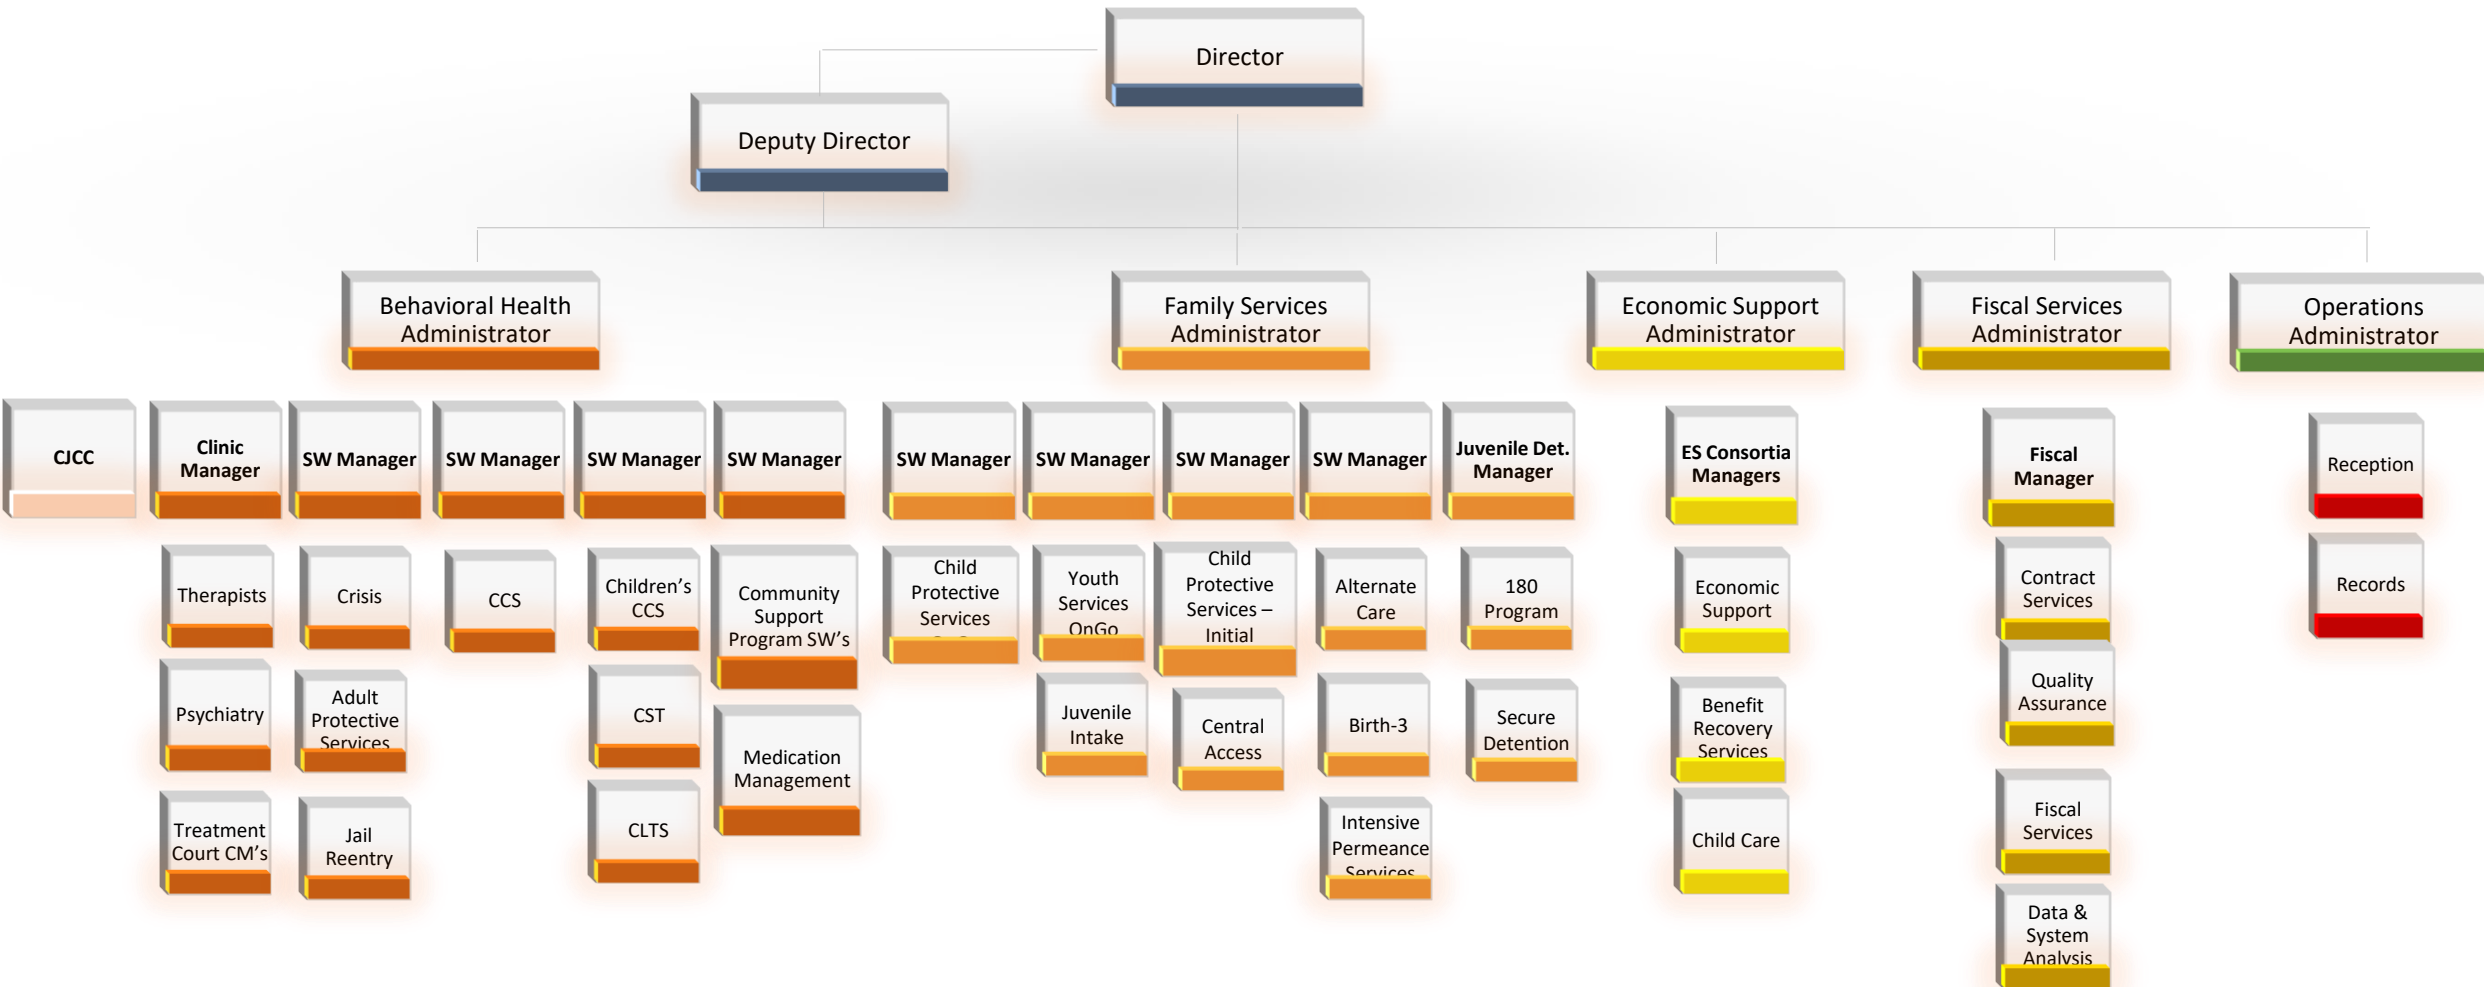 Director
Deputy Director
Behavioral Health
Administrator
Family Services
Administrator
Economic Support
Administrator
Fiscal Services
Administrator
Operations
Administrator
CJCC
Clinic
Manager
SW Manager
SW Manager
SW Manager
SW Manager
SW Manager
SW Manager
SW Manager
SW Manager
Juvenile Det.
Manager
ES Consortia
Managers
Fiscal
Manager
Reception
Therapists
Crisis
CCS
Children’s
CCS
Community
Support
Program SW’s
Child
Protective
Services
Youth
Services
OnGo
Child
Protective
Services –
Initial
Alternate
Care
180
Program
Economic
Support
Contract
Services
Records
Psychiatry
Adult
Protective
Services
CST
Medication
Management
Juvenile
Intake
Central
Access
Birth-3
Secure
Detention
Benefit
Recovery
Services
Quality
Assurance
Treatment
Court CM’s
Jail
Reentry
CLTS
Intensive
Permeance
Services
Child Care
Fiscal
Services
Data &
System
Analysis